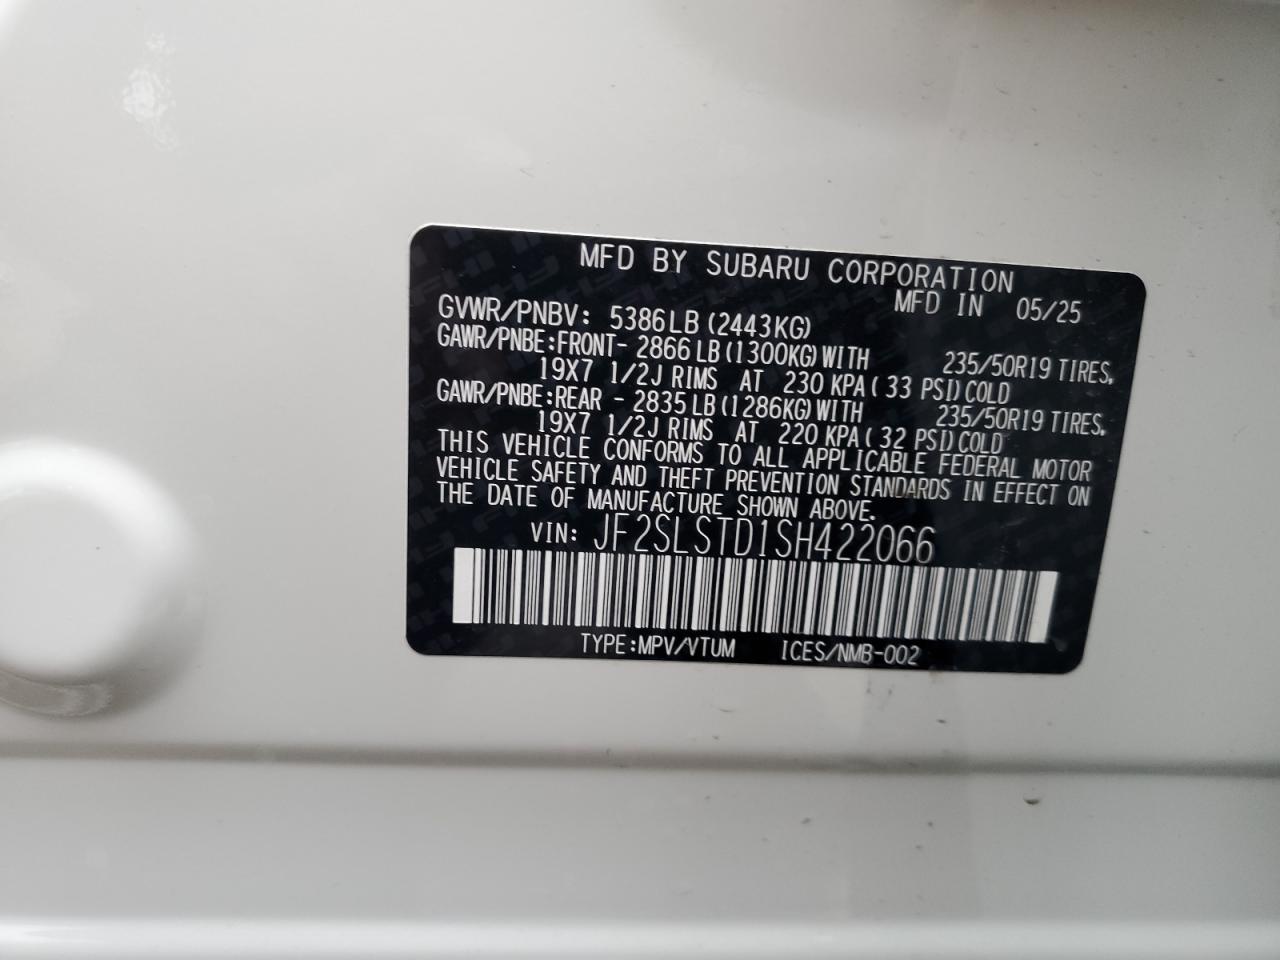 MFD BY SUBARU CORPORATION
MFD IN 05/25
GVWR/PNBV: 5386LB(2443KG)
GAWR/PNBE:FRONT- 2866LB(1300KG)WITH 235/50R19 TIRES,
19X7 1/2J RIMS AT 230 KPA( 33 PSI)COLD
GAWR/PNBE:REAR - 2835LB(1286KG)WITH 235/50R19 TIRES,
19X7 1/2J RIMS AT 220 KPA( 32 PSI)COLD
THIS VEHICLE CONFORMS TO ALL APPLICABLE FEDERAL MOTOR
VEHICLE SAFETY AND THEFT PREVENTION STANDARDS IN EFFECT ON
THE DATE OF MANUFACTURE SHOWN ABOVE.
VIN: JF2SLSTD1SH422066
TYPE:MPV/VTUM ICES/NMB-002